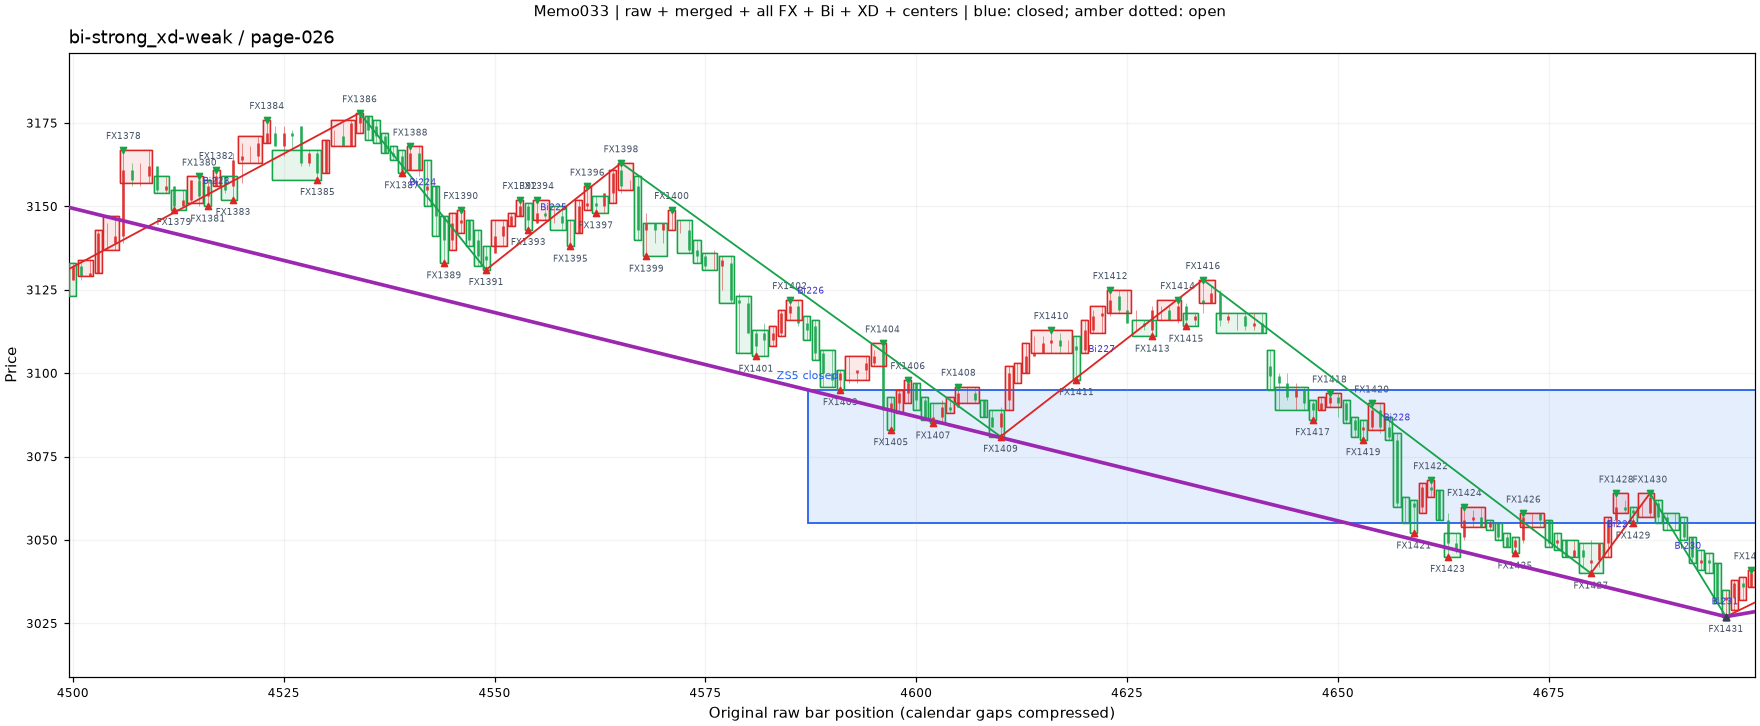 Memo033 | raw + merged + all FX + Bi + XD + centers | blue: closed; amber dotted: open
bi-strong_xd-weak / page-026
Price
3175
3150
3125
3100
3075
3050
3025
FX1378
FX1379
FX1380
FX1381
FX1382
FX1383
FX1384
FX1385
FX1386
FX1388
Bi224
FX1389
FX1390
FX1391
FX1393
FX1394
Bi225
FX1395
FX1396
FX1397
FX1398
FX1399
FX1400
FX1401
FX1402
Bi226
ZS5 closed
FX1403
FX1404
FX1405
FX1406
FX1407
FX1408
FX1409
FX1410
FX1411
Bi227
FX1412
FX1413
FX1414
FX1415
FX1416
FX1417
FX1418
FX1419
FX1420
Bi228
FX1421
FX1422
FX1423
FX1424
FX1425
FX1426
FX1427
FX1428
FX1430
FX1429
Bi230
FX1431
FX14
4500
4525
4550
4575
4600
4625
4650
4675
Original raw bar position (calendar gaps compressed)